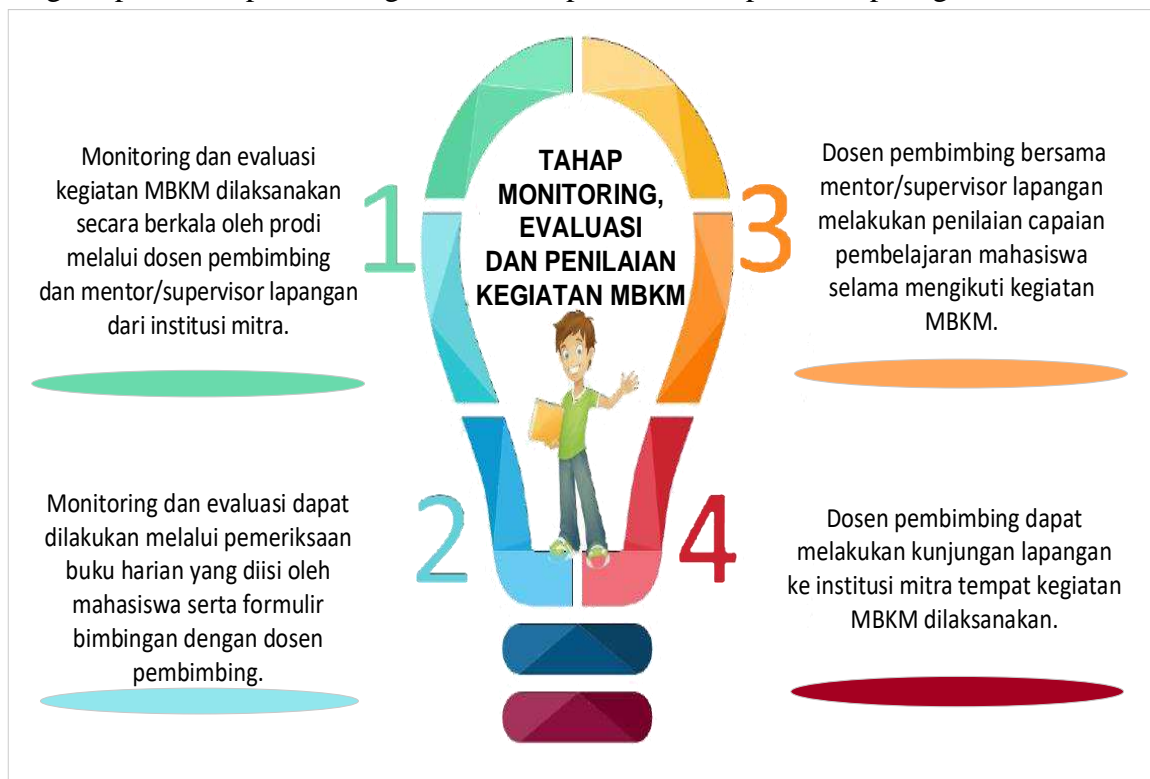 TAHAP
MONITORING,
EVALUASI
DAN PENILAIAN
KEGIATAN MBKM
1
Monitoring dan evaluasi
kegiatan MBKM dilaksanakan
secara berkala oleh prodi
melalui dosen pembimbing
dan mentor/supervisor lapangan
dari institusi mitra.
2
Monitoring dan evaluasi dapat
dilakukan melalui pemeriksaan
buku harian yang diisi oleh
mahasiswa serta formulir
bimbingan dengan dosen
pembimbing.
3
Dosen pembimbing bersama
mentor/supervisor lapangan
melakukan penilaian capaian
pembelajaran mahasiswa
selama mengikuti kegiatan
MBKM.
4
Dosen pembimbing dapat
melakukan kunjungan lapangan
ke institusi mitra tempat kegiatan
MBKM dilaksanakan.